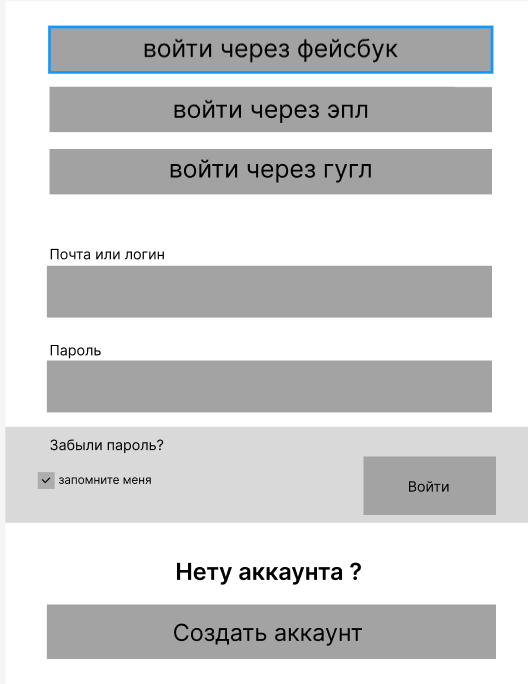 войти через фейсбук
войти через эпл
войти через гугл
Почта или логин
Пароль
Забыли пароль?
запомните меня
Войти
Нету аккаунта ?
Создать аккаунт